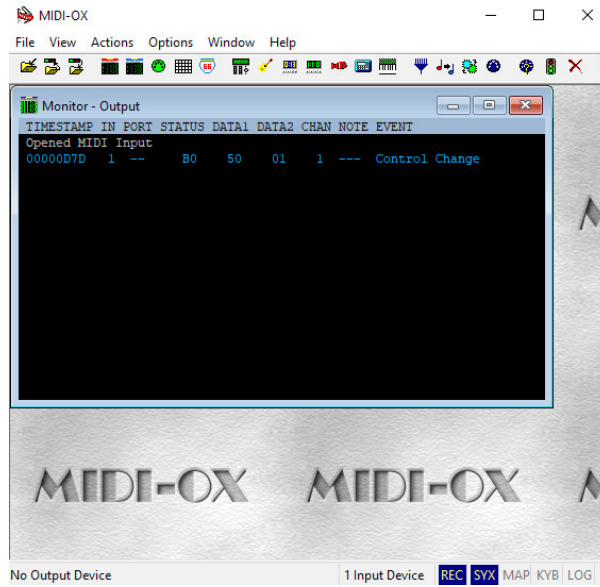 MIDI-OX
File View Actions Options Window Help
Monitor - Output
TIMESTAMP IN PORT STATUS DATA1 DATA2 CHAN NOTE EVENT
Opened MIDI Input
00000D7D 1 -- B0 50 01 1 --- Control Change
MIDI-OX MIDI-OX
No Output Device 1 Input Device REC SYX MAP KYB LOG